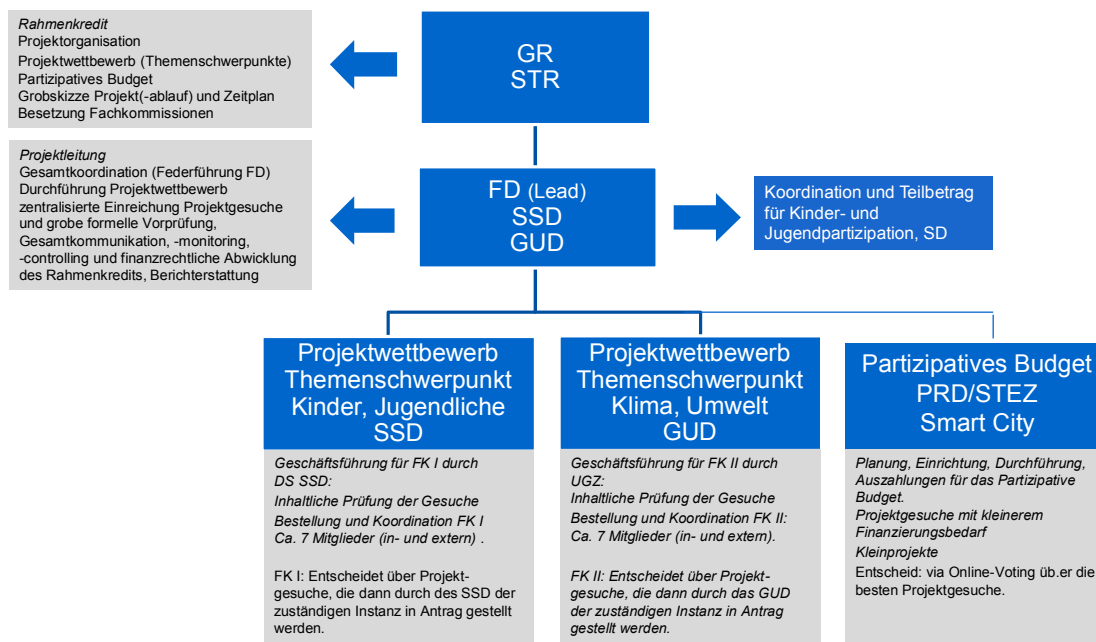 Rahmenkredit
Projektorganisation
Projektwettbewerb (Themenschwerpunkte)
Partizipatives Budget
Grobskizze Projekt(-ablauf) und Zeitplan
Besetzung Fachkommissionen
GR
STR
Projektleitung
Gesamtkoordination (Federführung FD)
Durchführung Projektwettbewerb
zentralisierte Einreichung Projektgesuche
und grobe formelle Vorprüfung,
Gesamtkommunikation, -monitoring,
-controlling und finanzrechtliche Abwicklung
des Rahmenkredits, Berichterstattung
FD (Lead)
SSD
GUD
Koordination und Teilbetrag
für Kinder- und
Jugendpartizipation, SD
Projektwettbewerb
Themenschwerpunkt
Kinder, Jugendliche
SSD
Geschäftsführung für FK I durch
DS SSD:
Inhaltliche Prüfung der Gesuche
Bestellung und Koordination FK I
Ca. 7 Mitglieder (in- und extern) .
FK I: Entscheidet über Projekt-
gesuche, die dann durch des SSD der
zuständigen Instanz in Antrag gestellt
werden.
Projektwettbewerb
Themenschwerpunkt
Klima, Umwelt
GUD
Geschäftsführung für FK II durch
UGZ:
Inhaltliche Prüfung der Gesuche
Bestellung und Koordination FK II:
Ca. 7 Mitglieder (in- und extern).
FK II: Entscheidet über Projekt-
gesuche, die dann durch das GUD
der zuständigen Instanz in Antrag
gestellt werden.
Partizipatives Budget
PRD/STEZ
Smart City
Planung, Einrichtung, Durchführung,
Auszahlungen für das Partizipative
Budget.
Projektgesuche mit kleinerem
Finanzierungsbedarf
Kleinprojekte
Entscheid: via Online-Voting üb.er die
besten Projektgesuche.